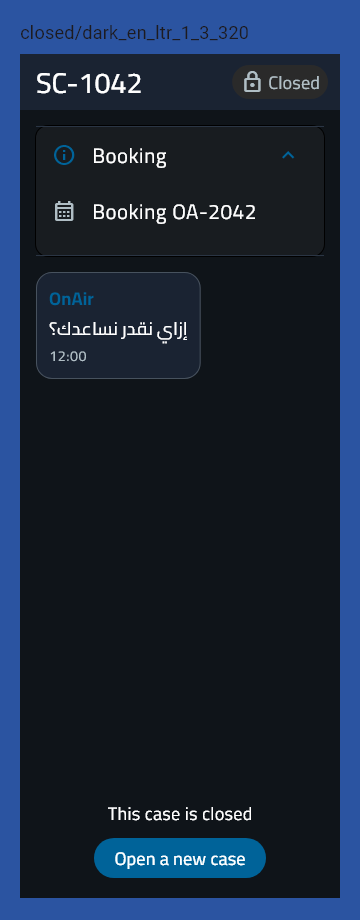 closed/dark_en_ltr_1_3_320
SC-1042
Closed
Booking
Booking OA-2042
OnAir
إزاي نقدر نساعدك؟
12:00
This case is closed
Open a new case